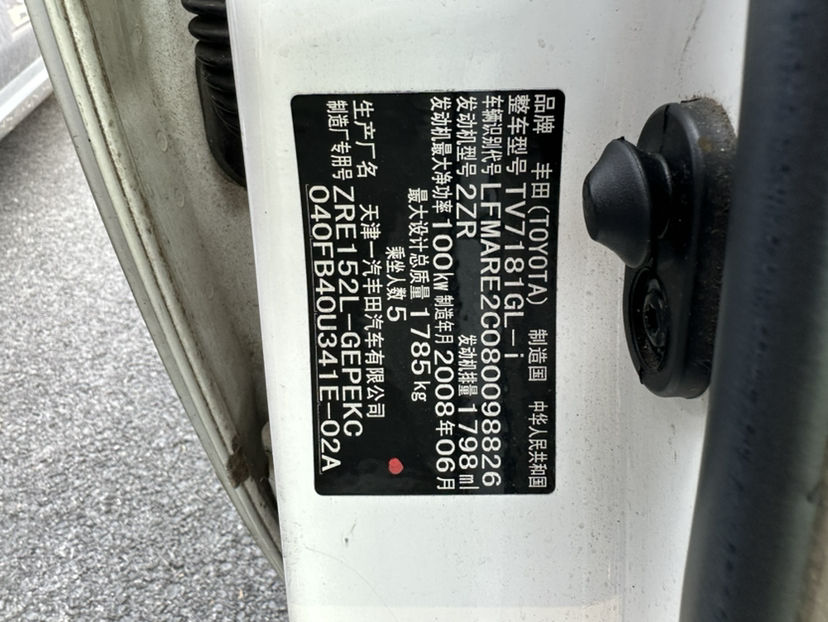 品牌 丰田(TOYOTA) 制造国 中华人民共和国
整车型号 TV7181GL-i
车辆识别代号 LFMARE2C080098826
发动机型号 2ZR 发动机排量 1798 ml
发动机最大净功率 100kW 制造年月 2008年06月
最大设计总质量 1785kg
乘坐人数 5
生产厂名 天津一汽丰田汽车有限公司
制造厂专用号 ZRE152L-GEPEKC
040FB40U341E-02A